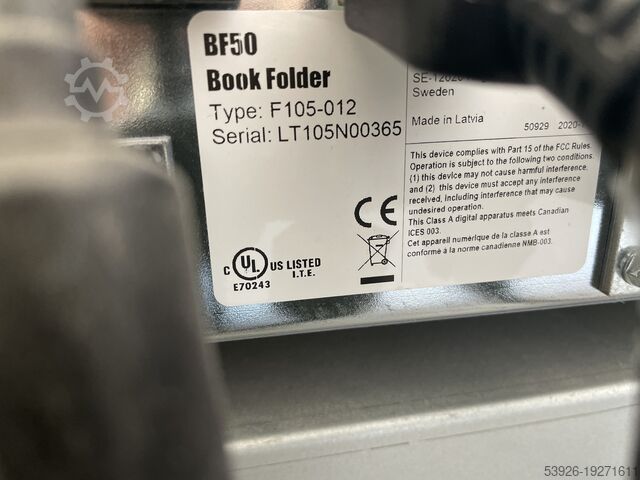 BF50
Book Folder
Type: F105-012
Serial: LT105N00365
Sweden
Made in Latvia
50929 2020-
This device complies with Part 15 of the FCC Rules.
Operation is subject to the following two conditions:
(1) this device may not cause harmful interference,
and (2) this device must accept any interference
received, including interference that may cause
undesired operation.
This Class A digital apparatus meets Canadian
ICES 003.
Cet appareil numérique de la classe A est
conforme à la norme canadienne NMB-003.
CE
C UL US LISTED
I.T.E.
E70243
53926-19271611